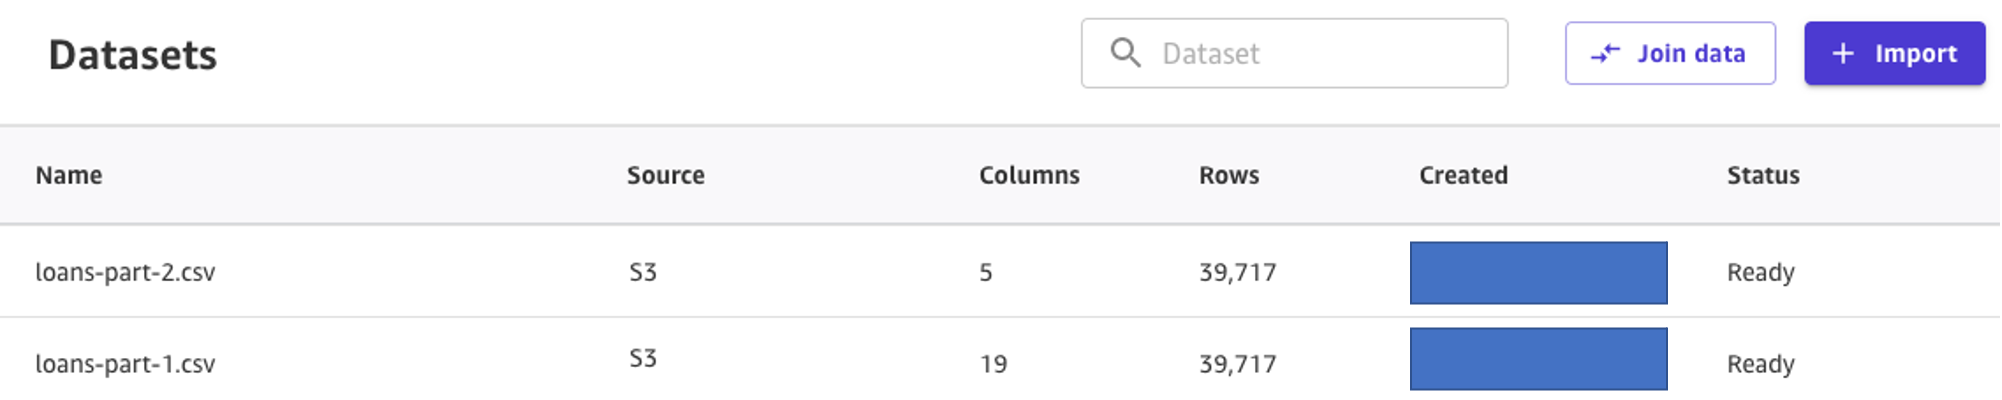 Datasets
Dataset
Join data
+ Import
Name Source Columns Rows Created Status
loans-part-2.csv S3 5 39,717 Ready
loans-part-1.csv S3 19 39,717 Ready